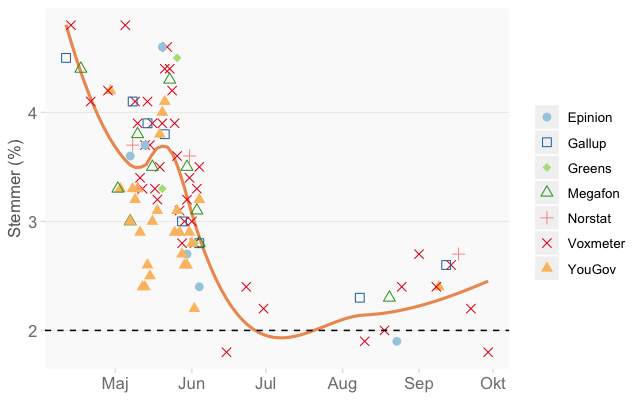 Stemmer (%)
4
3
2
Maj Jun Jul Aug Sep Okt
Epinion
Gallup
Greens
Megafon
Norstat
Voxmeter
YouGov